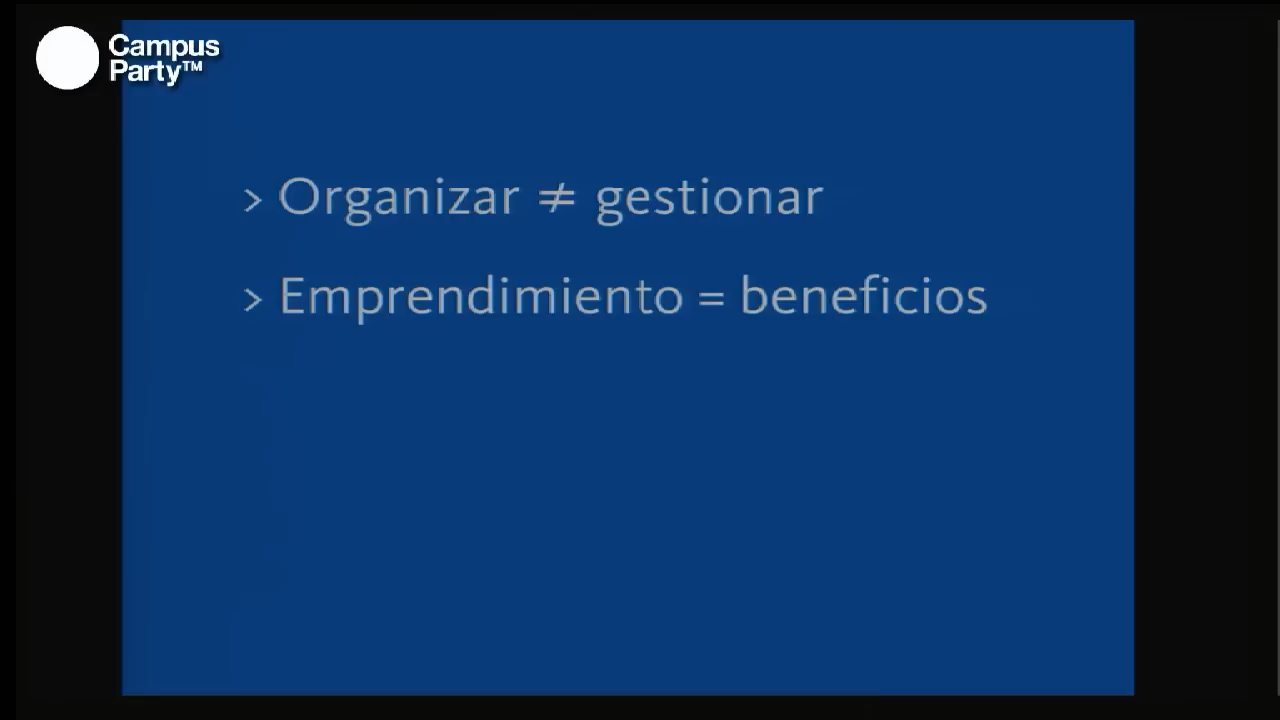 Campus
Party™
> Organizar ≠ gestionar
> Emprendimiento = beneficios